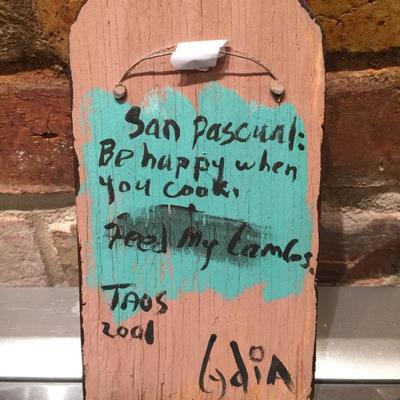 San Pascual:
Be happy when
you cook.
Feed My Lambs.
TAOS
2001
Lydia